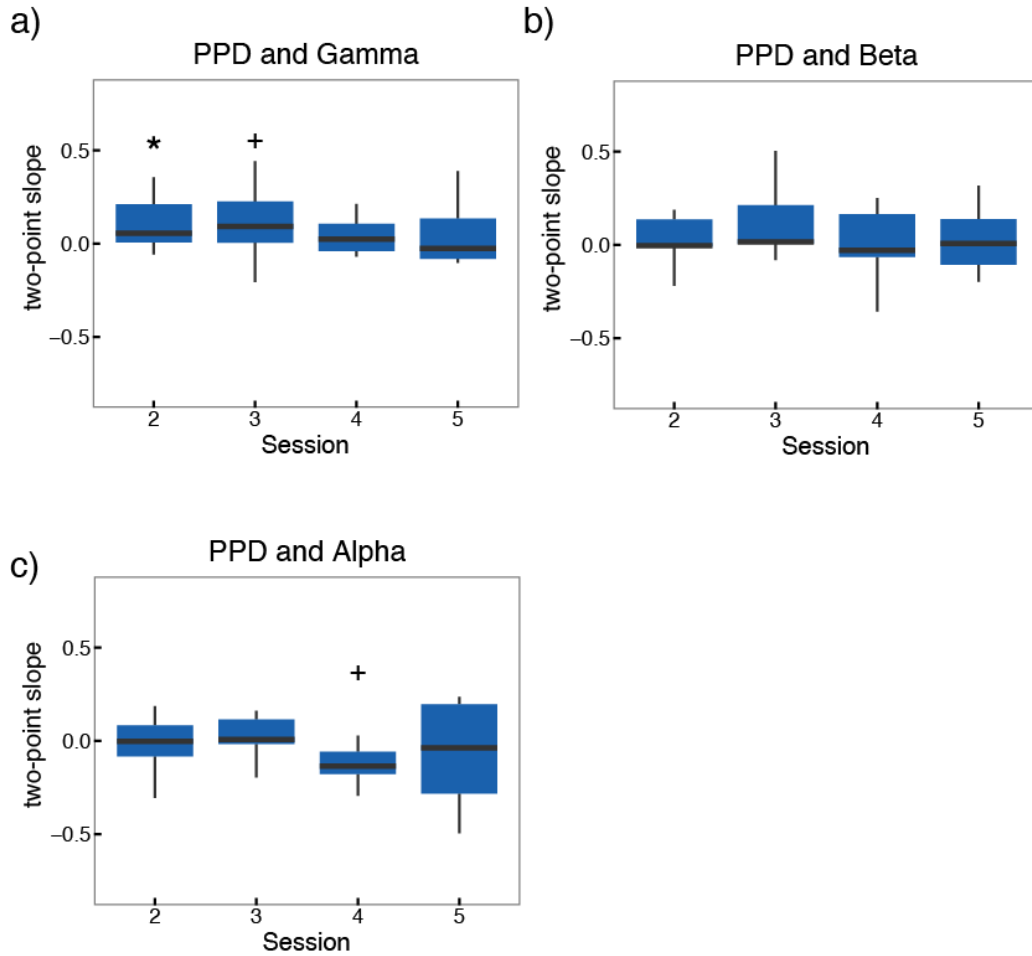 a)
PPD and Gamma
two-point slope
0.5
0.0
−0.5
*
+
2 3 4 5
Session
b)
PPD and Beta
two-point slope
0.5
0.0
−0.5
2 3 4 5
Session
c)
PPD and Alpha
two-point slope
0.5
0.0
−0.5
+
2 3 4 5
Session